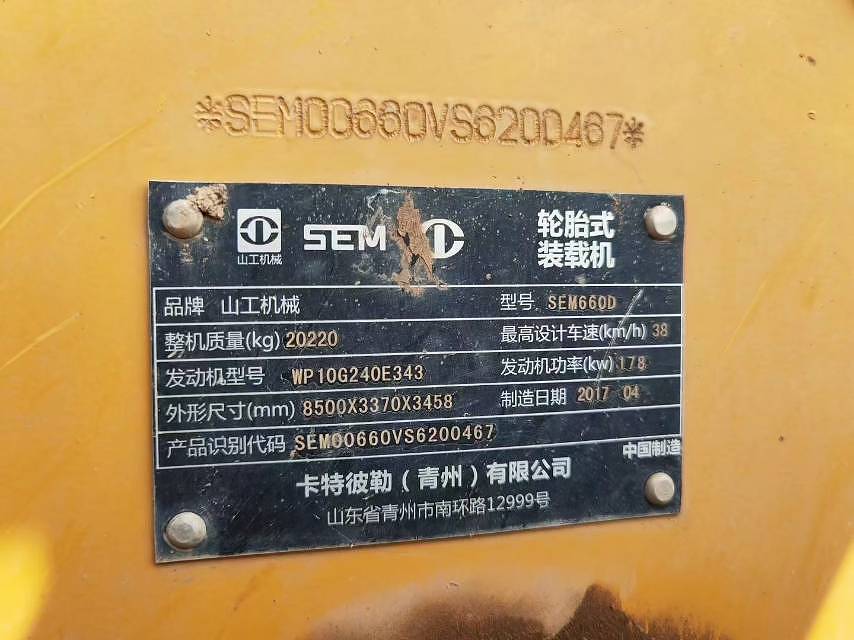 *SEM00660VS6200467*
山工机械 SEM 轮胎式
装载机
品牌 山工机械 型号 SEM660D
整机质量(kg) 20220 最高设计车速(km/h) 38
发动机型号 WP10G240E343 发动机功率(kw) 178
外形尺寸(mm) 8500X3370X3458 制造日期 2017 04
产品识别代码 SEM00660VS6200467
中国制造
卡特彼勒(青州)有限公司
山东省青州市南环路12999号